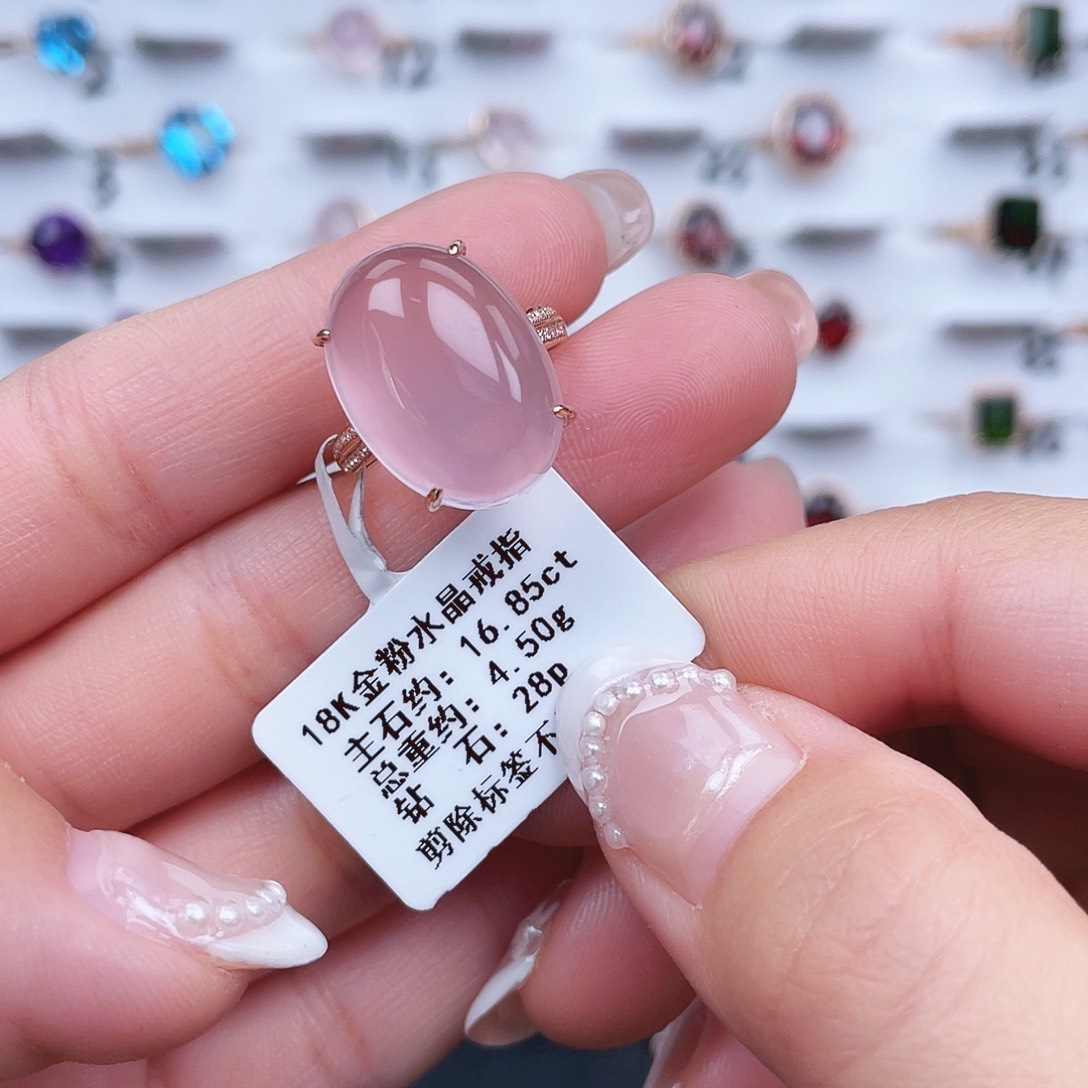 18K金粉水晶戒指
主石约: 16.85ct
总重约: 4.50g
钻 石: 28p
剪除标签不